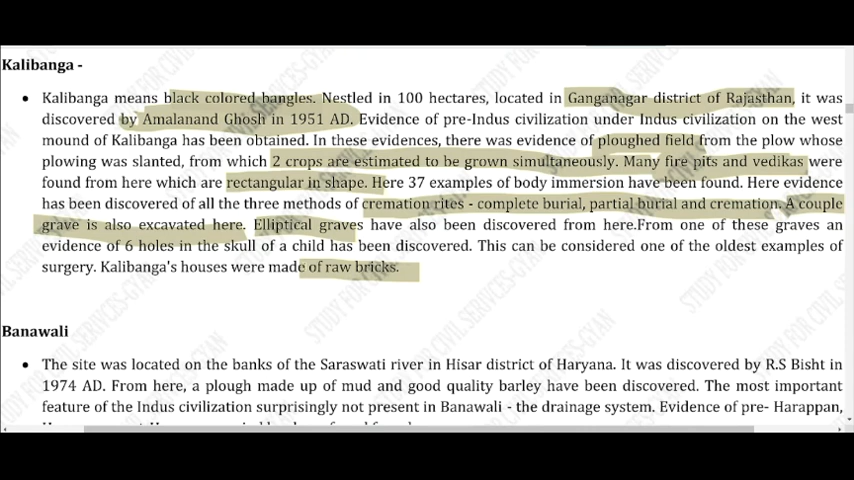 Kalibanga -
• Kalibanga means black colored bangles. Nestled in 100 hectares, located in Ganganagar district of Rajasthan, it was
discovered by Amalanand Ghosh in 1951 AD. Evidence of pre-Indus civilization under Indus civilization on the west
mound of Kalibanga has been obtained. In these evidences, there was evidence of ploughed field from the plow whose
plowing was slanted, from which 2 crops are estimated to be grown simultaneously. Many fire pits and vedikas were
found from here which are rectangular in shape. Here 37 examples of body immersion have been found. Here evidence
has been discovered of all the three methods of cremation rites - complete burial, partial burial and cremation. A couple
grave is also excavated here. Elliptical graves have also been discovered from here.From one of these graves an
evidence of 6 holes in the skull of a child has been discovered. This can be considered one of the oldest examples of
surgery. Kalibanga's houses were made of raw bricks.
Banawali
• The site was located on the banks of the Saraswati river in Hisar district of Haryana. It was discovered by R.S Bisht in
1974 AD. From here, a plough made up of mud and good quality barley have been discovered. The most important
feature of the Indus civilization surprisingly not present in Banawali - the drainage system. Evidence of pre- Harappan,